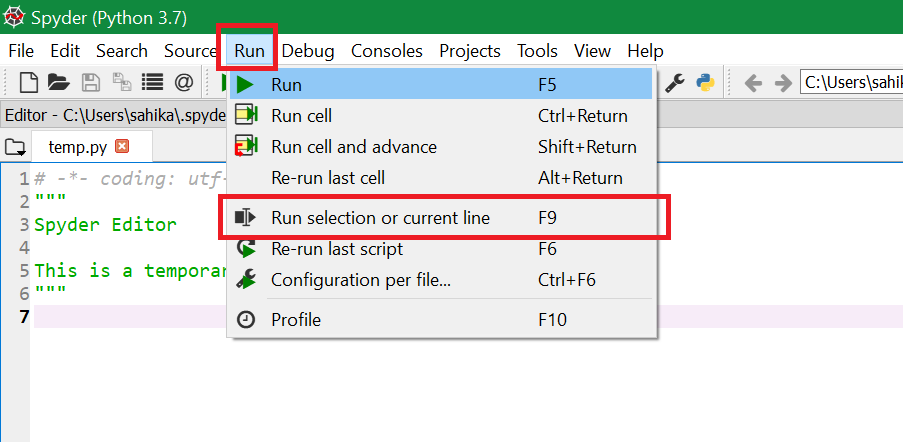 Spyder (Python 3.7)
File Edit Search Source Run Debug Consoles Projects Tools View Help
C:\Users\sahik
Editor - C:\Users\sahika\.spyde
temp.py
Run F5
Run cell Ctrl+Return
Run cell and advance Shift+Return
Re-run last cell Alt+Return
Run selection or current line F9
Re-run last script F6
Configuration per file... Ctrl+F6
Profile F10
1 # -*- coding: utf-
2 """
3 Spyder Editor
4
5 This is a temporar
6 """
7